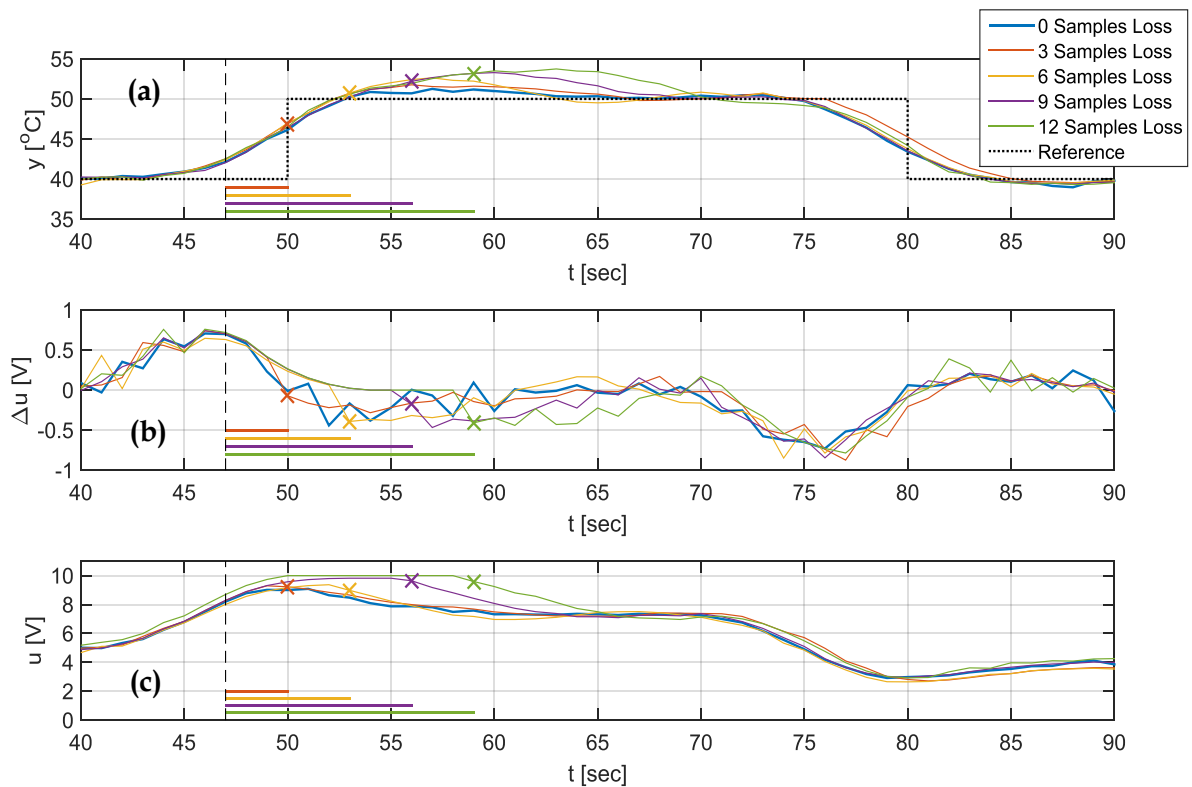 0 Samples Loss
3 Samples Loss
6 Samples Loss
9 Samples Loss
12 Samples Loss
Reference
(a)
y [°C]
55
50
45
40
35
40 45 50 55 60 65 70 75 80 85 90
t [sec]
(b)
Δu [V]
1
0.5
0
-0.5
-1
40 45 50 55 60 65 70 75 80 85 90
t [sec]
(c)
u [V]
10
8
6
4
2
0
40 45 50 55 60 65 70 75 80 85 90
t [sec]